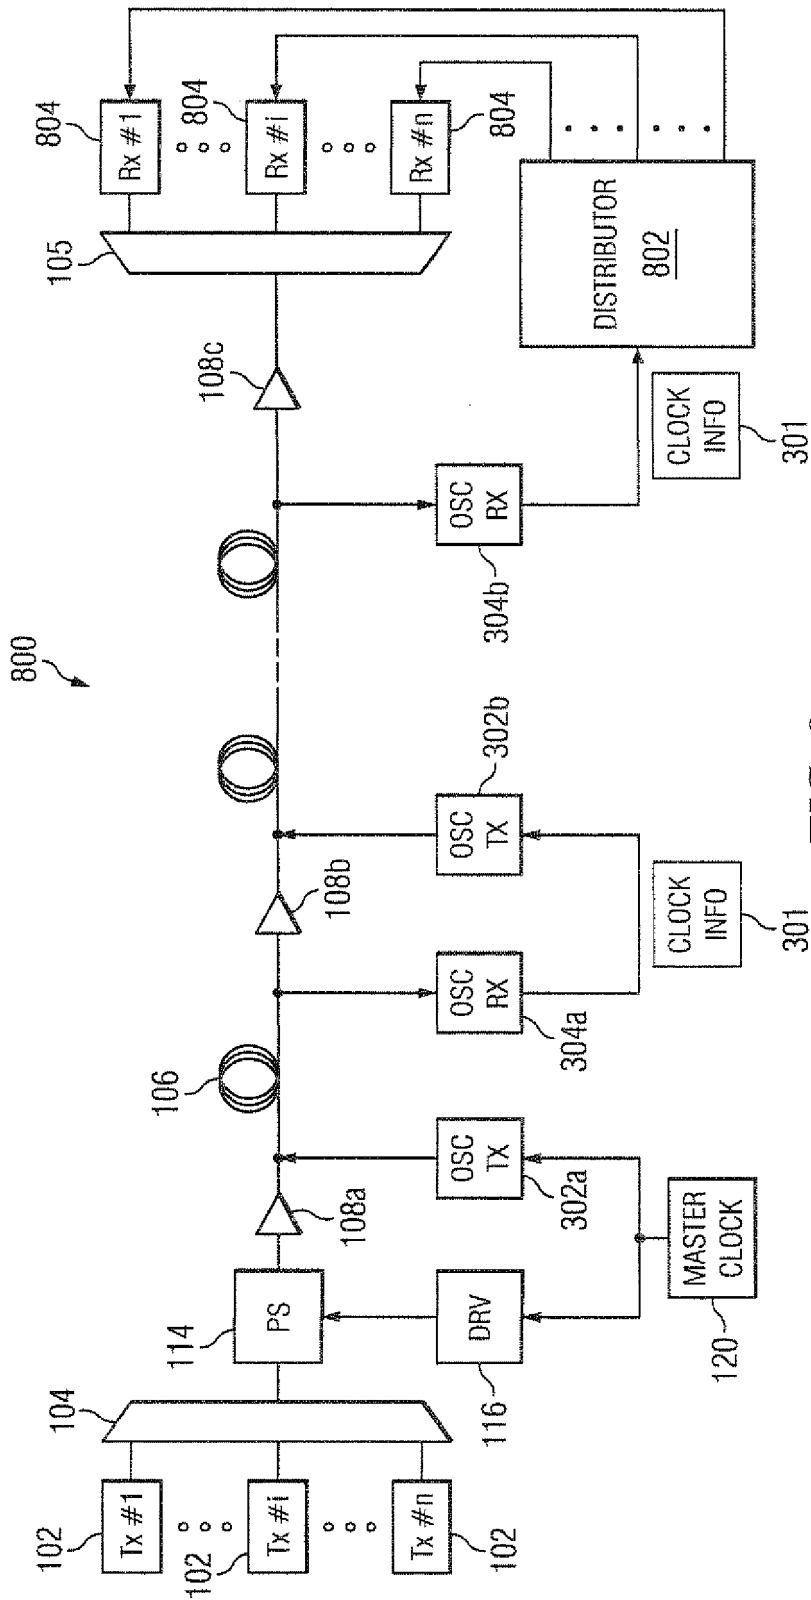 800
102
Tx #1
102
Tx #i
Tx #n
102
104
114
PS
108a
106
108b
108c
105
804
Rx #1
804
Rx #i
Rx #n
804
DRV
116
OSC
TX
302a
OSC
RX
304a
OSC
TX
302b
OSC
RX
304b
DISTRIBUTOR
802
MASTER
CLOCK
120
CLOCK
INFO
301
CLOCK
INFO
301